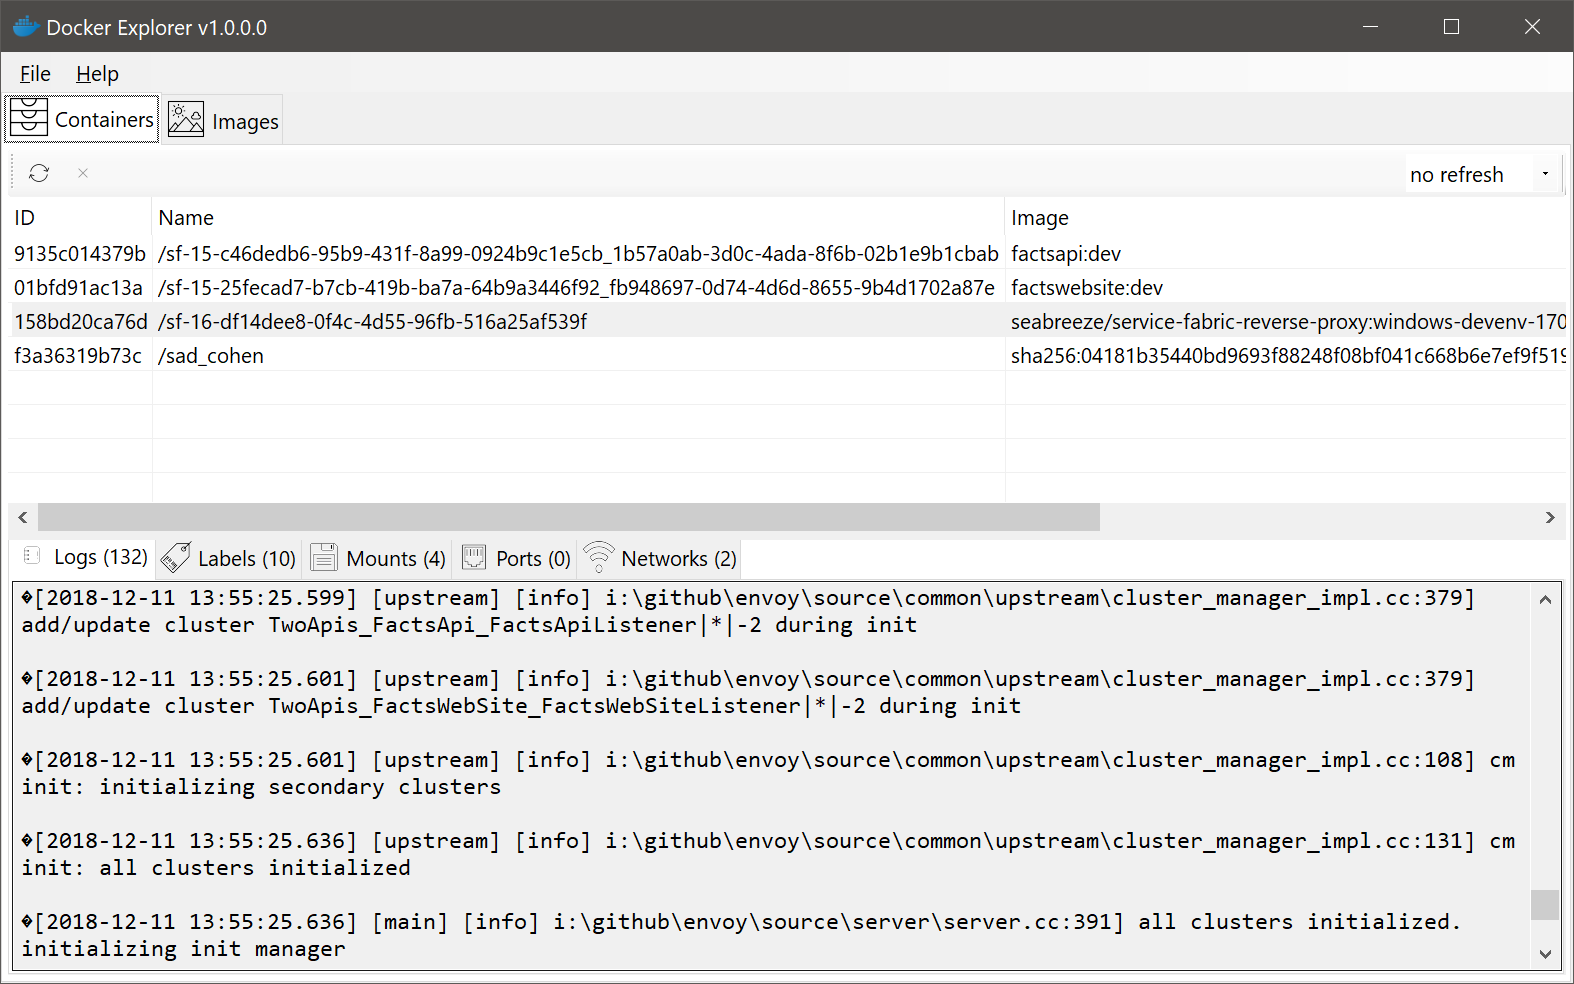 Docker Explorer v1.0.0.0
File Help
Containers Images
no refresh
ID Name Image
9135c014379b /sf-15-c46dedb6-95b9-431f-8a99-0924b9c1e5cb_1b57a0ab-3d0c-4ada-8f6b-02b1e9b1cbab factsapi:dev
01bfd91ac13a /sf-15-25fecad7-b7cb-419b-ba7a-64b9a3446f92_fb948697-0d74-4d6d-8655-9b4d1702a87e factswebsite:dev
158bd20ca76d /sf-16-df14dee8-0f4c-4d55-96fb-516a25af539f seabreeze/service-fabric-reverse-proxy:windows-devenv-170
f3a36319b73c /sad_cohen sha256:04181b35440bd9693f88248f08bf041c668b6e7ef9f519
Logs (132) Labels (10) Mounts (4) Ports (0) Networks (2)
�[2018-12-11 13:55:25.599] [upstream] [info] i:\github\envoy\source\common\upstream\cluster_manager_impl.cc:379]
add/update cluster TwoApis_FactsApi_FactsApiListener|*|-2 during init
�[2018-12-11 13:55:25.601] [upstream] [info] i:\github\envoy\source\common\upstream\cluster_manager_impl.cc:379]
add/update cluster TwoApis_FactsWebSite_FactsWebSiteListener|*|-2 during init
�[2018-12-11 13:55:25.601] [upstream] [info] i:\github\envoy\source\common\upstream\cluster_manager_impl.cc:108] cm
init: initializing secondary clusters
�[2018-12-11 13:55:25.636] [upstream] [info] i:\github\envoy\source\common\upstream\cluster_manager_impl.cc:131] cm
init: all clusters initialized
�[2018-12-11 13:55:25.636] [main] [info] i:\github\envoy\source\server\server.cc:391] all clusters initialized.
initializing init manager